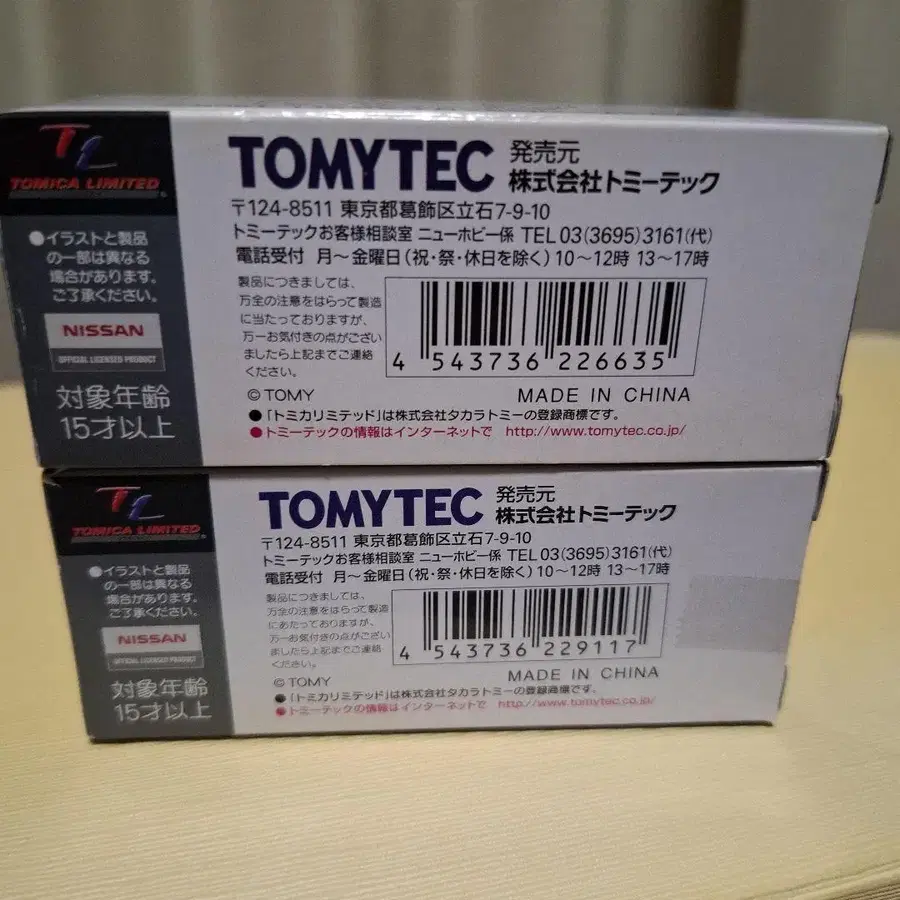 TL
TOMICA LIMITED
●イラストと製品
の一部は異なる
場合があります。
ご了承ください。
NISSAN
OFFICIAL LICENSED PRODUCT
対象年齢
15才以上
TOMYTEC 発売元
株式会社トミーテック
〒124-8511 東京都葛飾区立石7-9-10
トミーテックお客様相談室 ニューホビー係 TEL 03(3695)3161(代)
電話受付 月〜金曜日(祝・祭・休日を除く)10〜12時 13〜17時
製品につきましては、
万全の注意をはらって製造
に当たっておりますが、
万一お気付きの点がござい
ましたら上記までご連絡
ください。
4 543736 226635
©TOMY MADE IN CHINA
●「トミカリミテッド」は株式会社タカラトミーの登録商標です。
●トミーテックの情報はインターネットで http://www.tomytec.co.jp/
TL
TOMICA LIMITED
●イラストと製品
の一部は異なる
場合があります。
ご了承ください。
NISSAN
OFFICIAL LICENSED PRODUCT
対象年齢
15才以上
TOMYTEC 発売元
株式会社トミーテック
〒124-8511 東京都葛飾区立石7-9-10
トミーテックお客様相談室 ニューホビー係 TEL 03(3695)3161(代)
電話受付 月〜金曜日(祝・祭・休日を除く)10〜12時 13〜17時
製品につきましては、
万全の注意をはらって製造
にあたっておりますが、
万一お気付きの点がござい
ましたら上記までご連絡
ください。
4 543736 229117
©TOMY MADE IN CHINA
●「トミカリミテッド」は株式会社タカラトミーの登録商標です。
●トミーテックの情報はインターネットで http://www.tomytec.co.jp/